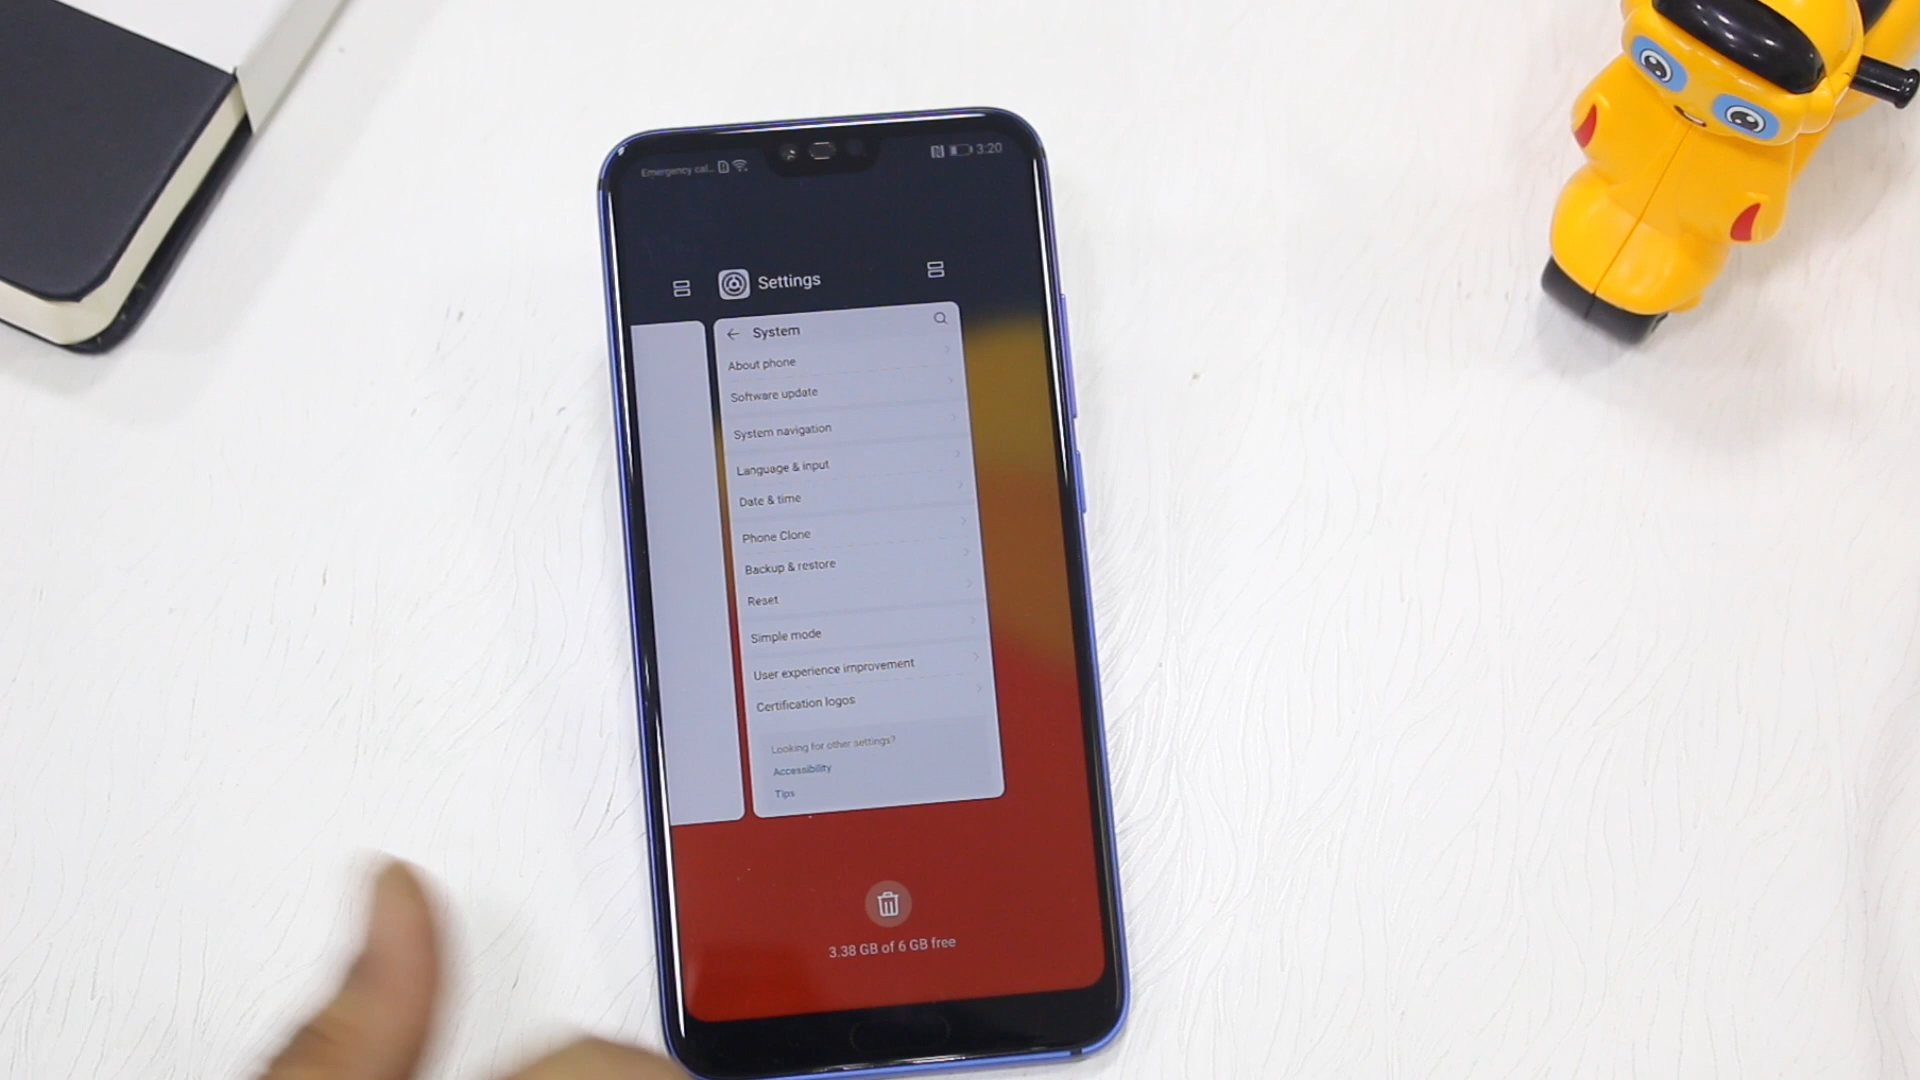 Emergency cal... 3:20
Settings
System
About phone
Software update
System navigation
Language & input
Date & time
Phone Clone
Backup & restore
Reset
Simple mode
User experience improvement
Certification logos
Looking for other settings?
Accessibility
Tips
3.38 GB of 6 GB free